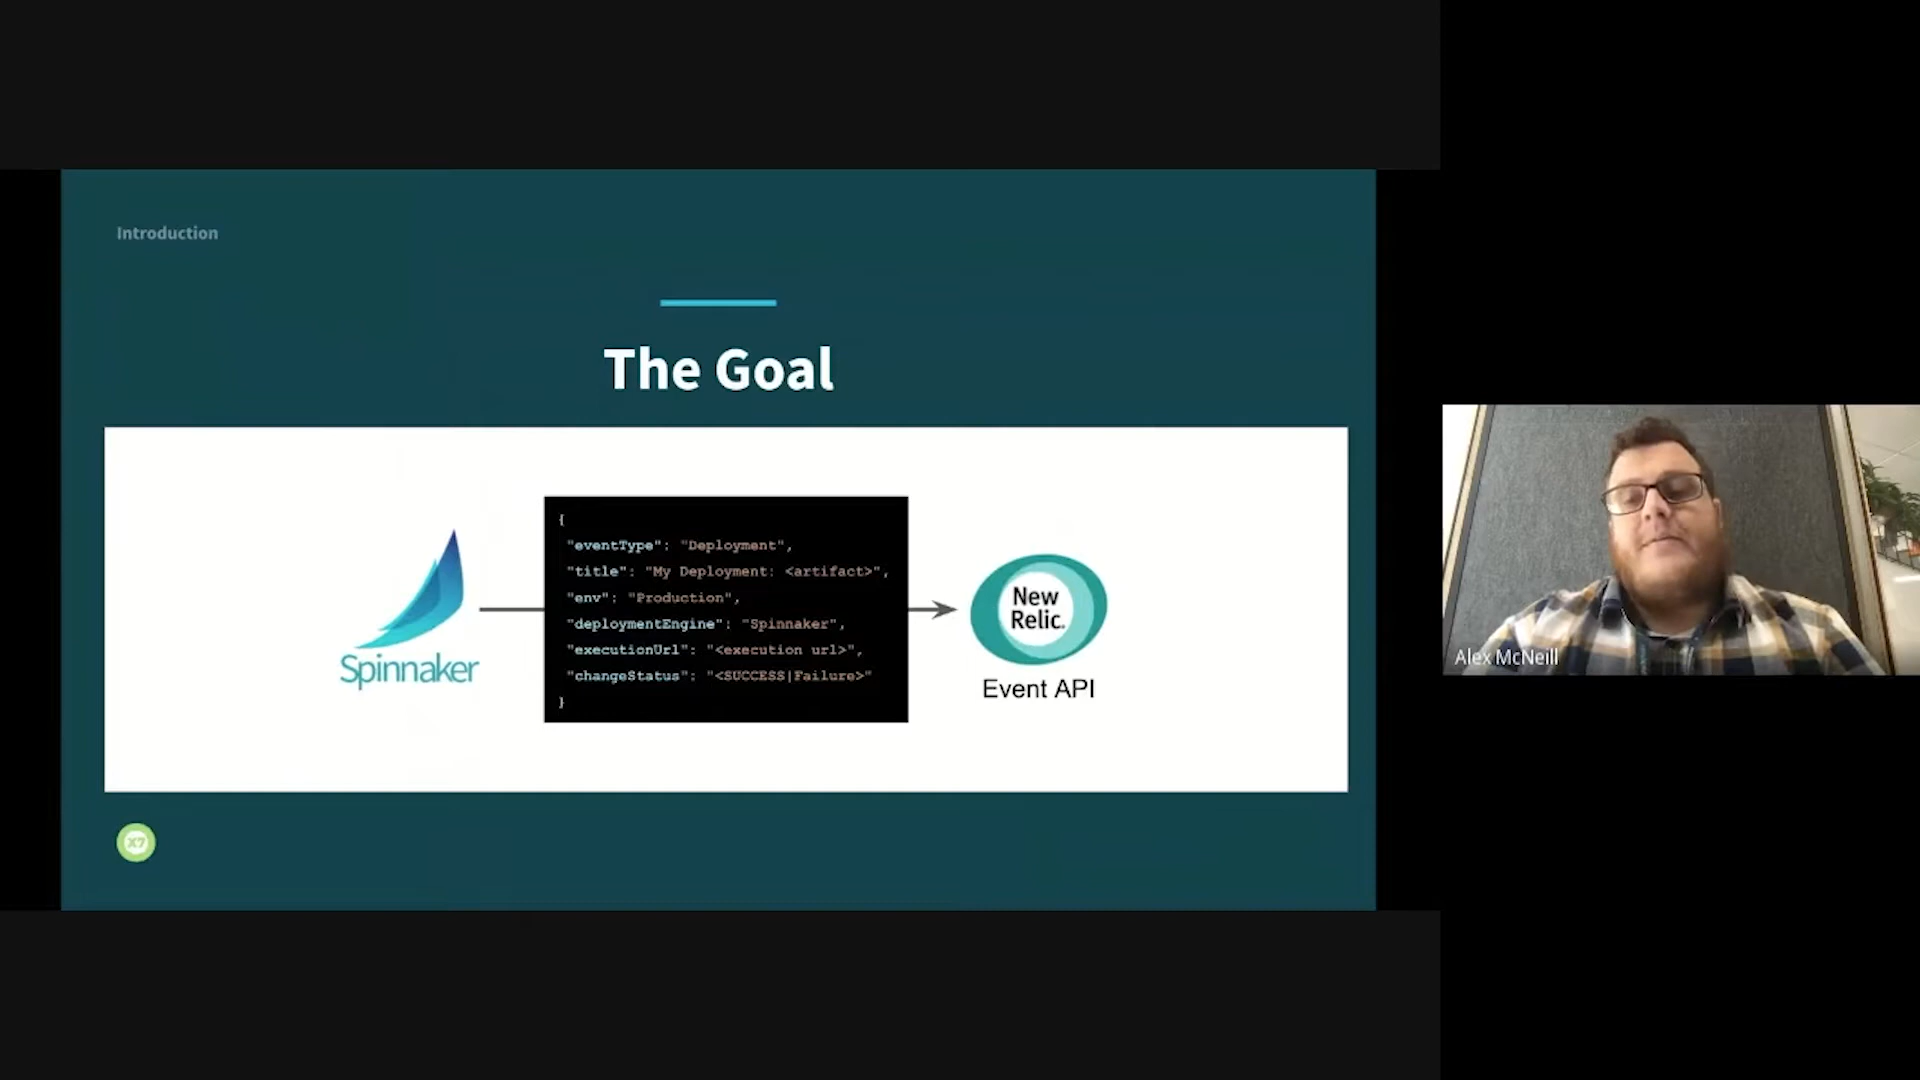 Introduction
The Goal
{
"eventType": "Deployment",
"title": "My Deployment: <artifact>",
"env": "Production",
"deploymentEngine": "Spinnaker",
"executionUrl": "<execution url>",
"changeStatus": "<SUCCESS|Failure>"
}
Spinnaker
New
Relic.
Event API
x7
Alex McNeill